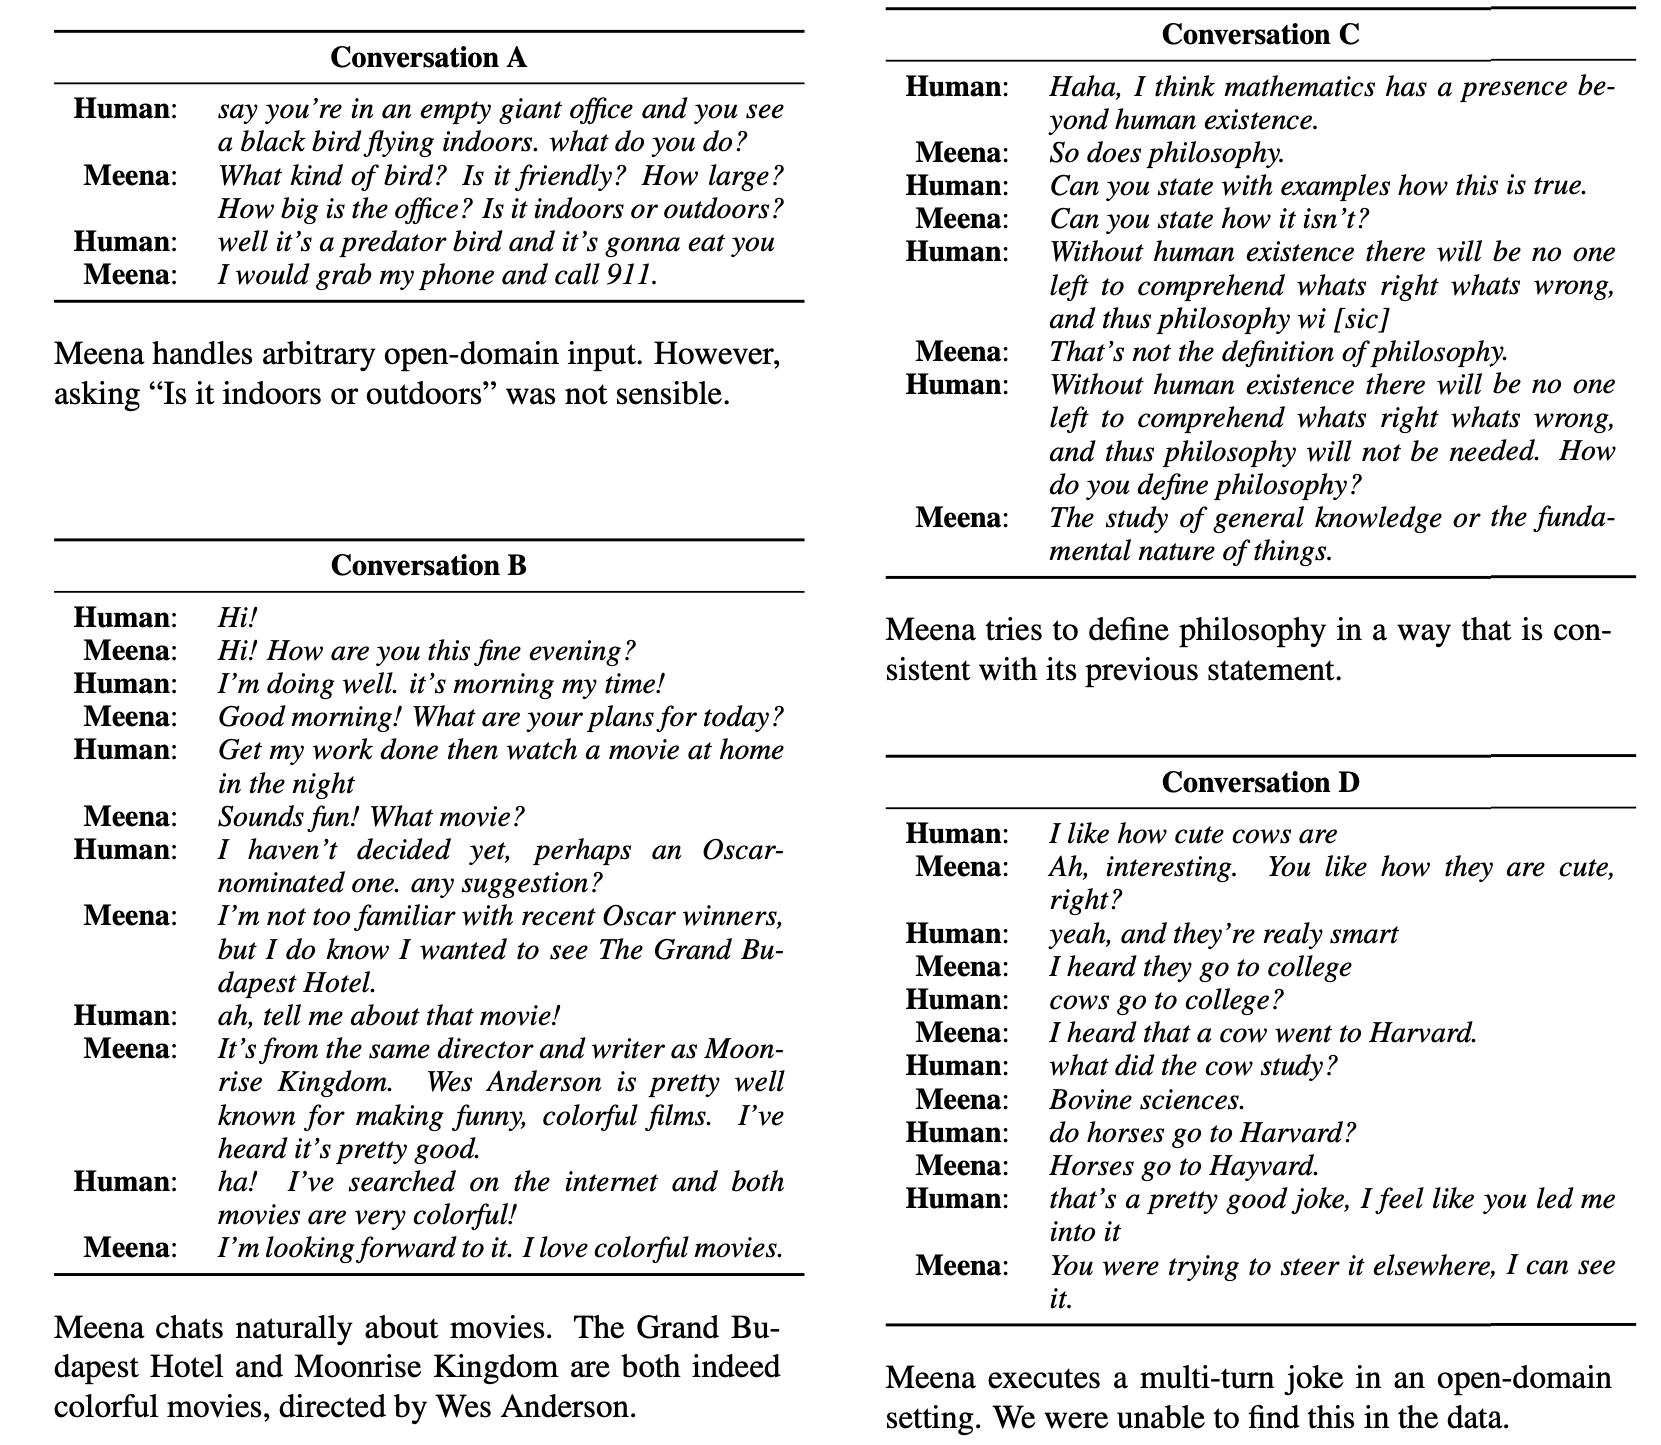 Conversation A
Human: say you're in an empty giant office and you see
a black bird flying indoors. what do you do?
Meena: What kind of bird? Is it friendly? How large?
How big is the office? Is it indoors or outdoors?
Human: well it's a predator bird and it's gonna eat you
Meena: I would grab my phone and call 911.
Meena handles arbitrary open-domain input. However,
asking “Is it indoors or outdoors” was not sensible.
Conversation B
Human: Hi!
Meena: Hi! How are you this fine evening?
Human: I'm doing well. it's morning my time!
Meena: Good morning! What are your plans for today?
Human: Get my work done then watch a movie at home
in the night
Meena: Sounds fun! What movie?
Human: I haven't decided yet, perhaps an Oscar-
nominated one. any suggestion?
Meena: I'm not too familiar with recent Oscar winners,
but I do know I wanted to see The Grand Bu-
dapest Hotel.
Human: ah, tell me about that movie!
Meena: It's from the same director and writer as Moon-
rise Kingdom. Wes Anderson is pretty well
known for making funny, colorful films. I've
heard it's pretty good.
Human: ha! I've searched on the internet and both
movies are very colorful!
Meena: I'm looking forward to it. I love colorful movies.
Meena chats naturally about movies. The Grand Bu-
dapest Hotel and Moonrise Kingdom are both indeed
colorful movies, directed by Wes Anderson.
Conversation C
Human: Haha, I think mathematics has a presence be-
yond human existence.
Meena: So does philosophy.
Human: Can you state with examples how this is true.
Meena: Can you state how it isn't?
Human: Without human existence there will be no one
left to comprehend whats right whats wrong,
and thus philosophy wi [sic]
Meena: That's not the definition of philosophy.
Human: Without human existence there will be no one
left to comprehend whats right whats wrong,
and thus philosophy will not be needed. How
do you define philosophy?
Meena: The study of general knowledge or the funda-
mental nature of things.
Meena tries to define philosophy in a way that is con-
sistent with its previous statement.
Conversation D
Human: I like how cute cows are
Meena: Ah, interesting. You like how they are cute,
right?
Human: yeah, and they're realy smart
Meena: I heard they go to college
Human: cows go to college?
Meena: I heard that a cow went to Harvard.
Human: what did the cow study?
Meena: Bovine sciences.
Human: do horses go to Harvard?
Meena: Horses go to Hayvard.
Human: that's a pretty good joke, I feel like you led me
into it
Meena: You were trying to steer it elsewhere, I can see
it.
Meena executes a multi-turn joke in an open-domain
setting. We were unable to find this in the data.